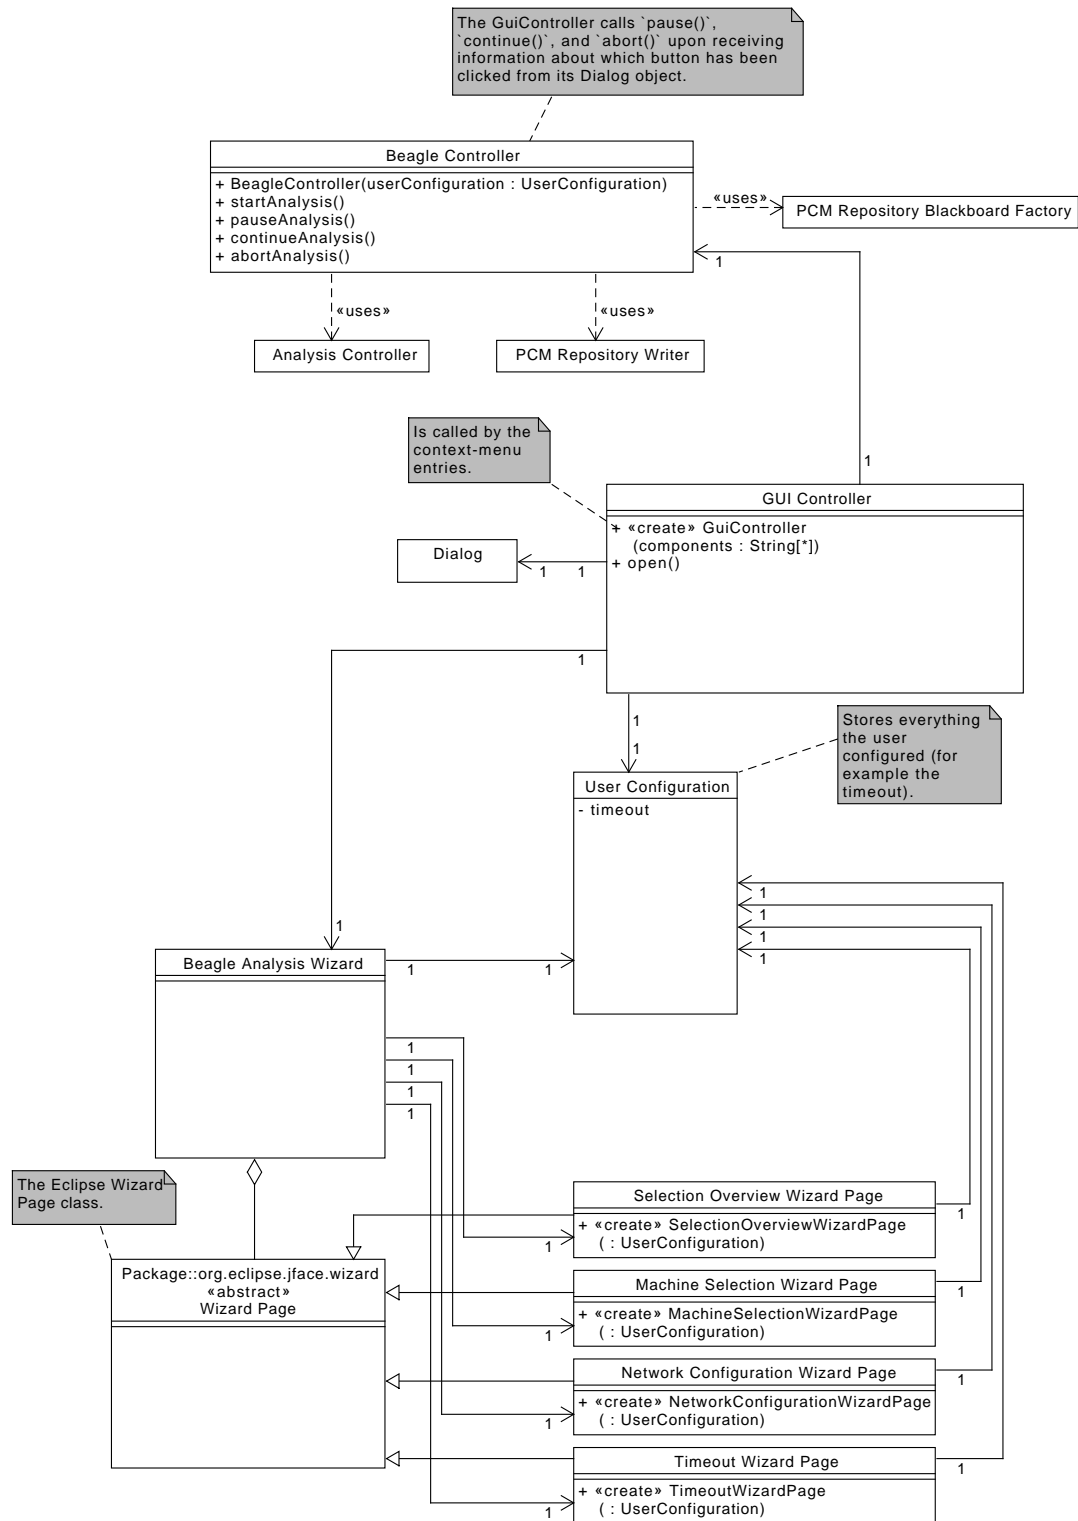 The GuiController calls `pause()`,
`continue()`, and `abort()` upon receiving
information about which button has been
clicked from its Dialog object.
Beagle Controller
+ BeagleController(userConfiguration : UserConfiguration)
+ startAnalysis()
+ pauseAnalysis()
+ continueAnalysis()
+ abortAnalysis()
«uses»
PCM Repository Blackboard Factory
1
«uses»
«uses»
Analysis Controller
PCM Repository Writer
Is called by the
context-menu
entries.
1
GUI Controller
+ «create» GuiController
(components : String[*])
+ open()
Dialog
1
1
1
1
1
Stores everything
the user
configured (for
example the
timeout).
User Configuration
- timeout
1
1
1
1
1
Beagle Analysis Wizard
1
1
1
1
1
1
The Eclipse Wizard
Page class.
Package::org.eclipse.jface.wizard
«abstract»
Wizard Page
Selection Overview Wizard Page
+ «create» SelectionOverviewWizardPage
( : UserConfiguration)
1
1
Machine Selection Wizard Page
+ «create» MachineSelectionWizardPage
( : UserConfiguration)
1
1
Network Configuration Wizard Page
+ «create» NetworkConfigurationWizardPage
( : UserConfiguration)
1
1
Timeout Wizard Page
+ «create» TimeoutWizardPage
( : UserConfiguration)
1
1